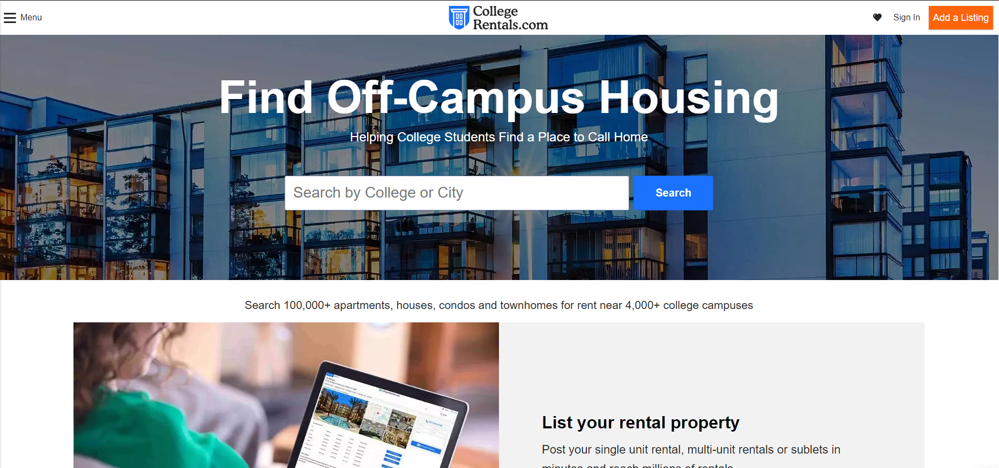 Menu
College
Rentals.com
Sign In
Add a Listing
Find Off-Campus Housing
Helping College Students Find a Place to Call Home
Search by College or City
Search
Search 100,000+ apartments, houses, condos and townhomes for rent near 4,000+ college campuses
List your rental property
Post your single unit rental, multi-unit rentals or sublets in
minutes and reach millions of rentals